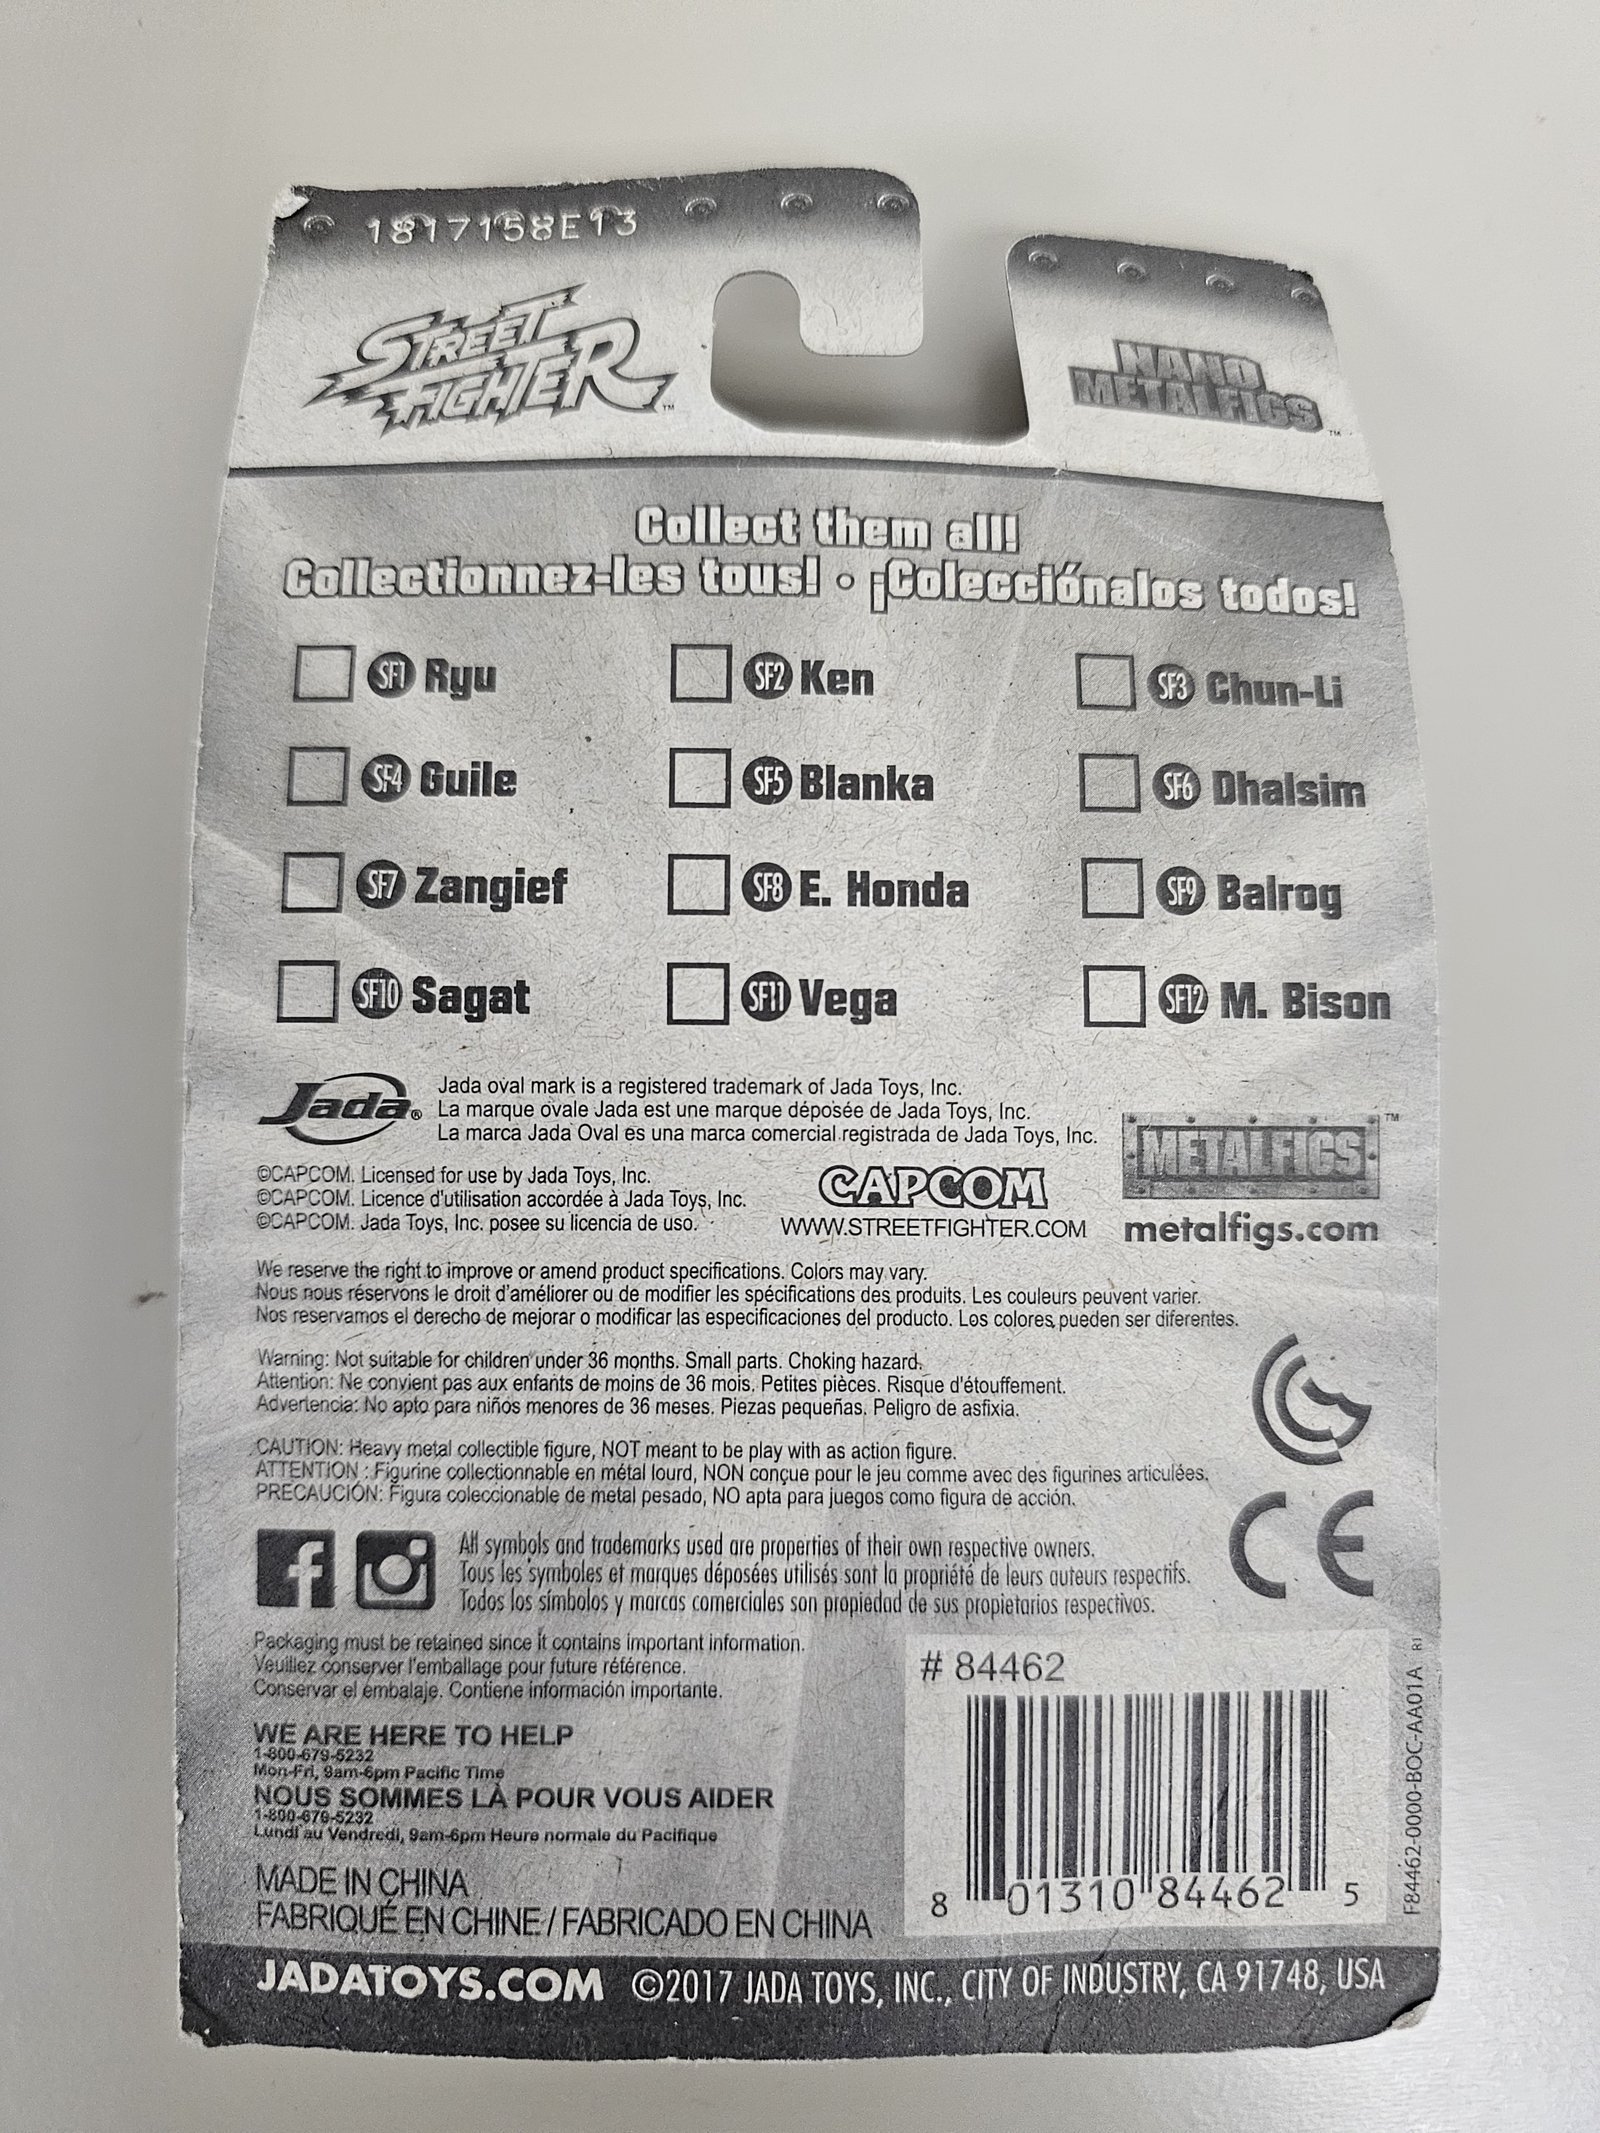 1817158E13
STREET FIGHTER™
NANO METALFIGS™
Collect them all!
Collectionnez-les tous! • ¡Colecciónalos todos!
SF1 Ryu
SF2 Ken
SF3 Chun-Li
SF4 Guile
SF5 Blanka
SF6 Dhalsim
SF7 Zangief
SF8 E. Honda
SF9 Balrog
SF10 Sagat
SF11 Vega
SF12 M. Bison
Jada®
Jada oval mark is a registered trademark of Jada Toys, Inc.
La marque ovale Jada est une marque déposée de Jada Toys, Inc.
La marca Jada Oval es una marca comercial registrada de Jada Toys, Inc.
METALFIGS™
metalfigs.com
©CAPCOM. Licensed for use by Jada Toys, Inc.
©CAPCOM. Licence d'utilisation accordée à Jada Toys, Inc.
©CAPCOM. Jada Toys, Inc. posee su licencia de uso.
CAPCOM
WWW.STREETFIGHTER.COM
We reserve the right to improve or amend product specifications. Colors may vary.
Nous nous réservons le droit d'améliorer ou de modifier les spécifications des produits. Les couleurs peuvent varier.
Nos reservamos el derecho de mejorar o modificar las especificaciones del producto. Los colores pueden ser diferentes.
Warning: Not suitable for children under 36 months. Small parts. Choking hazard.
Attention: Ne convient pas aux enfants de moins de 36 mois. Petites pièces. Risque d'étouffement.
Advertencia: No apto para niños menores de 36 meses. Piezas pequeñas. Peligro de asfixia.
CAUTION: Heavy metal collectible figure, NOT meant to be play with as action figure.
ATTENTION : Figurine collectionnable en métal lourd, NON conçue pour le jeu comme avec des figurines articulées.
PRECAUCIÓN: Figura coleccionable de metal pesado, NO apta para juegos como figura de acción.
CE
f
All symbols and trademarks used are properties of their own respective owners.
Tous les symboles et marques déposées utilisés sont la propriété de leurs auteurs respectifs.
Todos los símbolos y marcas comerciales son propiedad de sus propietarios respectivos.
Packaging must be retained since it contains important information.
Veuillez conserver l'emballage pour future référence.
Conservar el embalaje. Contiene información importante.
WE ARE HERE TO HELP
1-800-679-5232
Mon-Fri, 9am-6pm Pacific Time
NOUS SOMMES LÀ POUR VOUS AIDER
1-800-679-5232
Lundi au Vendredi, 9am-6pm Heure normale du Pacifique
MADE IN CHINA
FABRIQUÉ EN CHINE / FABRICADO EN CHINA
# 84462
8 01310 84462 5
F84462-0000-BOC-AA01A R1
JADATOYS.COM ©2017 JADA TOYS, INC., CITY OF INDUSTRY, CA 91748, USA